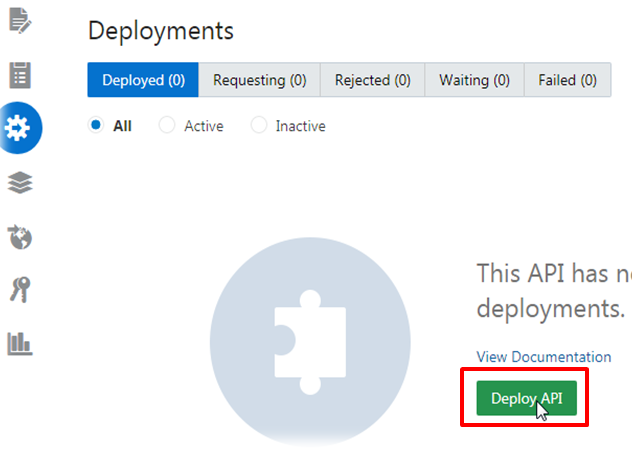 Deployments
Deployed (0) Requesting (0) Rejected (0) Waiting (0) Failed (0)
All Active Inactive
This API has
deployments.
View Documentation
Deploy API